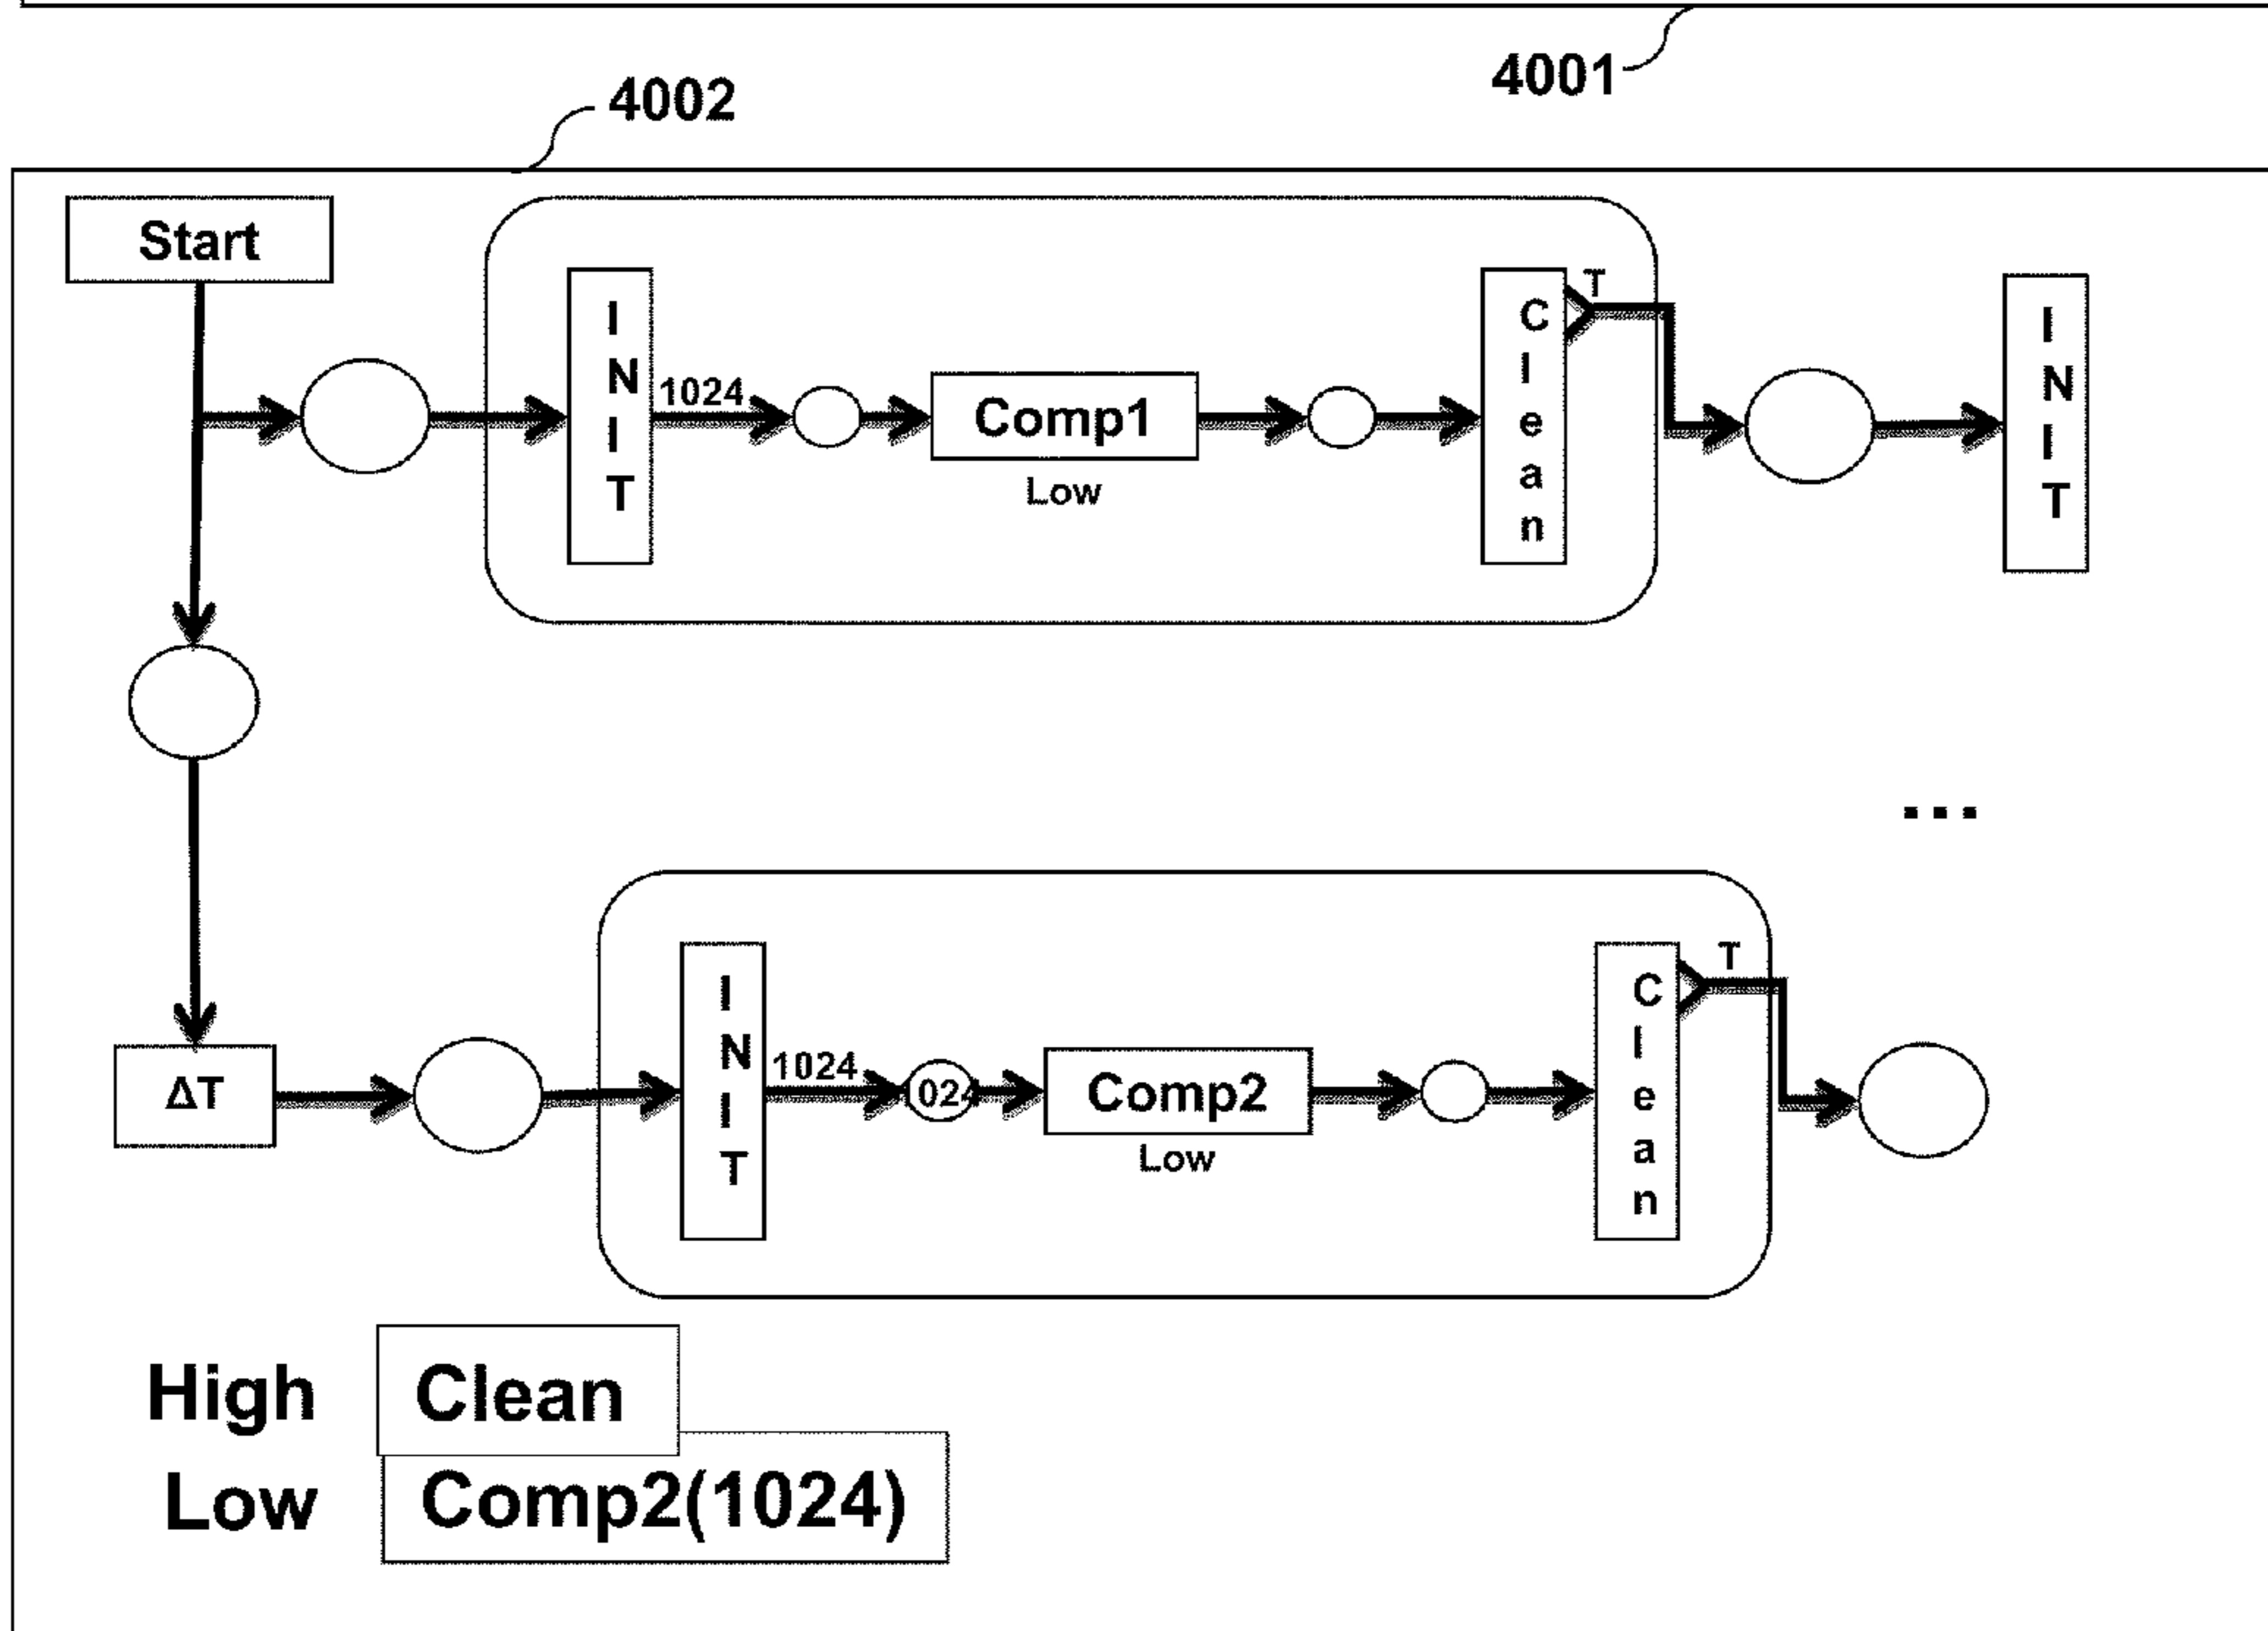 4001
4002
Start
INIT
1024
Comp1
Low
Clean
T
INIT
...
ΔT
INIT
1024
024
Comp2
Low
Clean
T
High
Clean
Low
Comp2(1024)